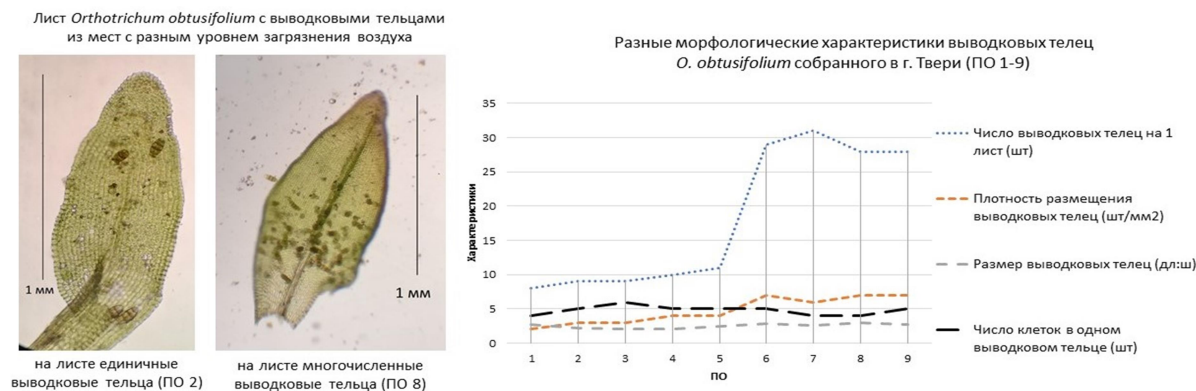 Лист Orthotrichum obtusifolium с выводковыми тельцами
из мест с разным уровнем загрязнения воздуха
1 мм
1 мм
на листе единичные
выводковые тельца (ПО 2)
на листе многочисленные
выводковые тельца (ПО 8)
Разные морфологические характеристики выводковых телец
O. obtusifolium собранного в г. Твери (ПО 1-9)
Характеристики
35
30
25
20
15
10
5
0
1 2 3 4 5 6 7 8 9
ПО
Число выводковых телец на 1
лист (шт)
Плотность размещения
выводковых телец (шт/мм2)
Размер выводковых телец (дл:ш)
Число клеток в одном
выводковом тельце (шт)